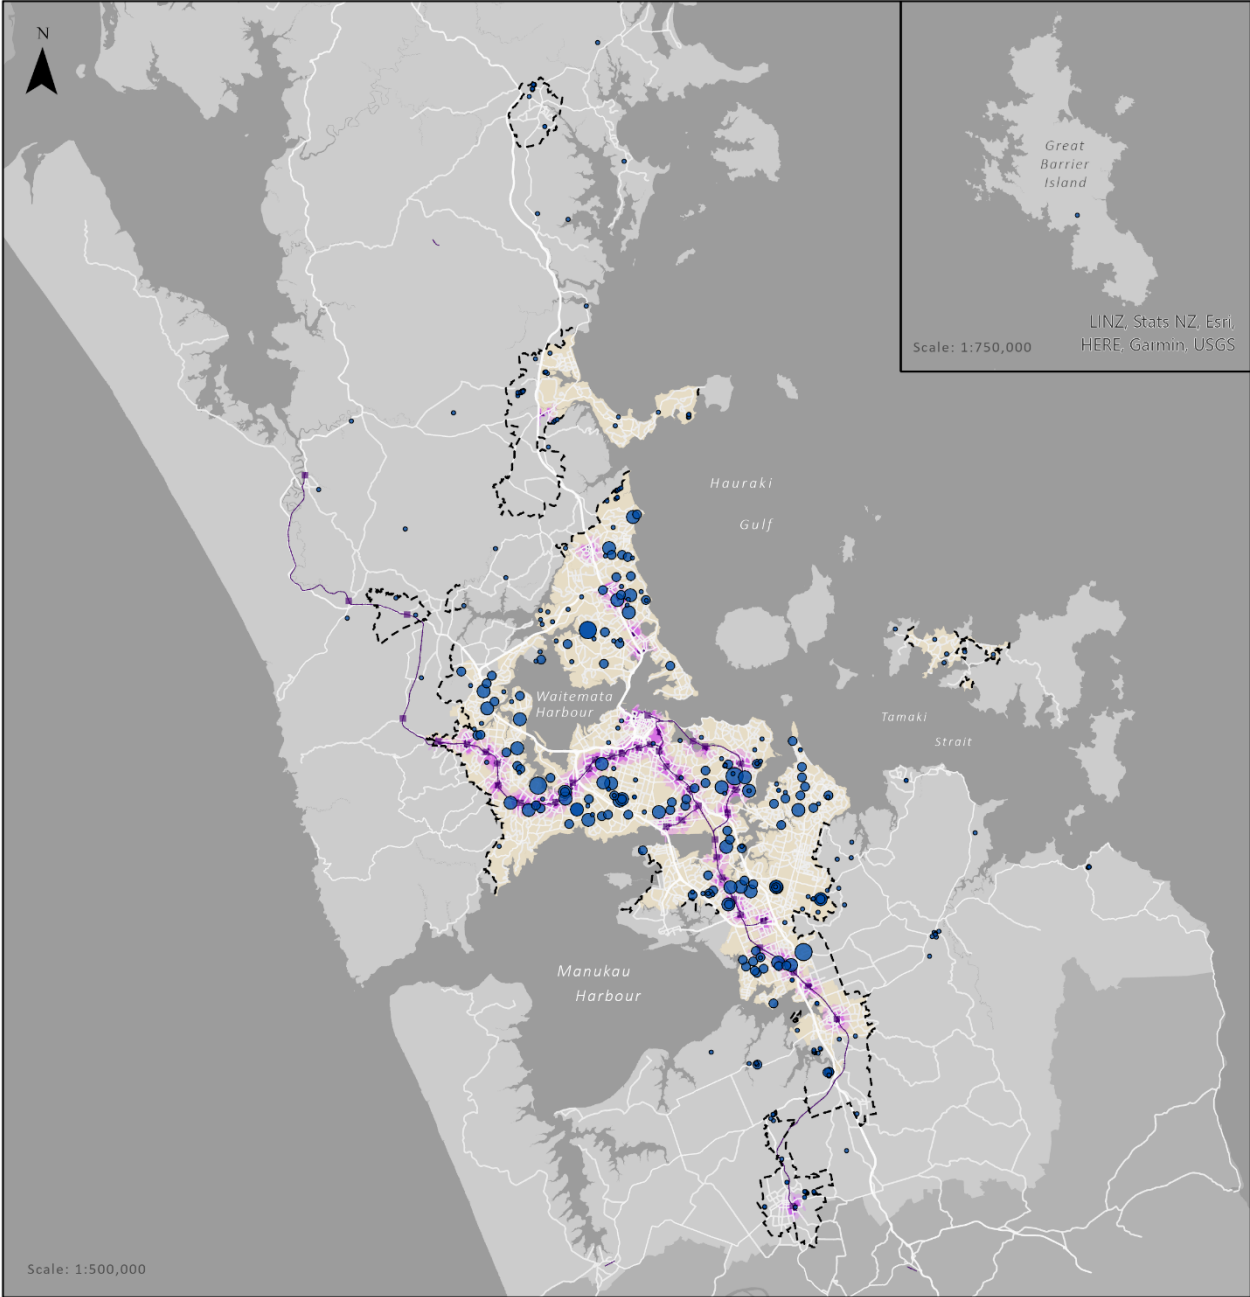 N
Great
Barrier
Island
LINZ, Stats NZ, Esri,
HERE, Garmin, USGS
Scale: 1:750,000
Hauraki
Gulf
Waitemata
Harbour
Tamaki
Strait
Manukau
Harbour
Scale: 1:500,000